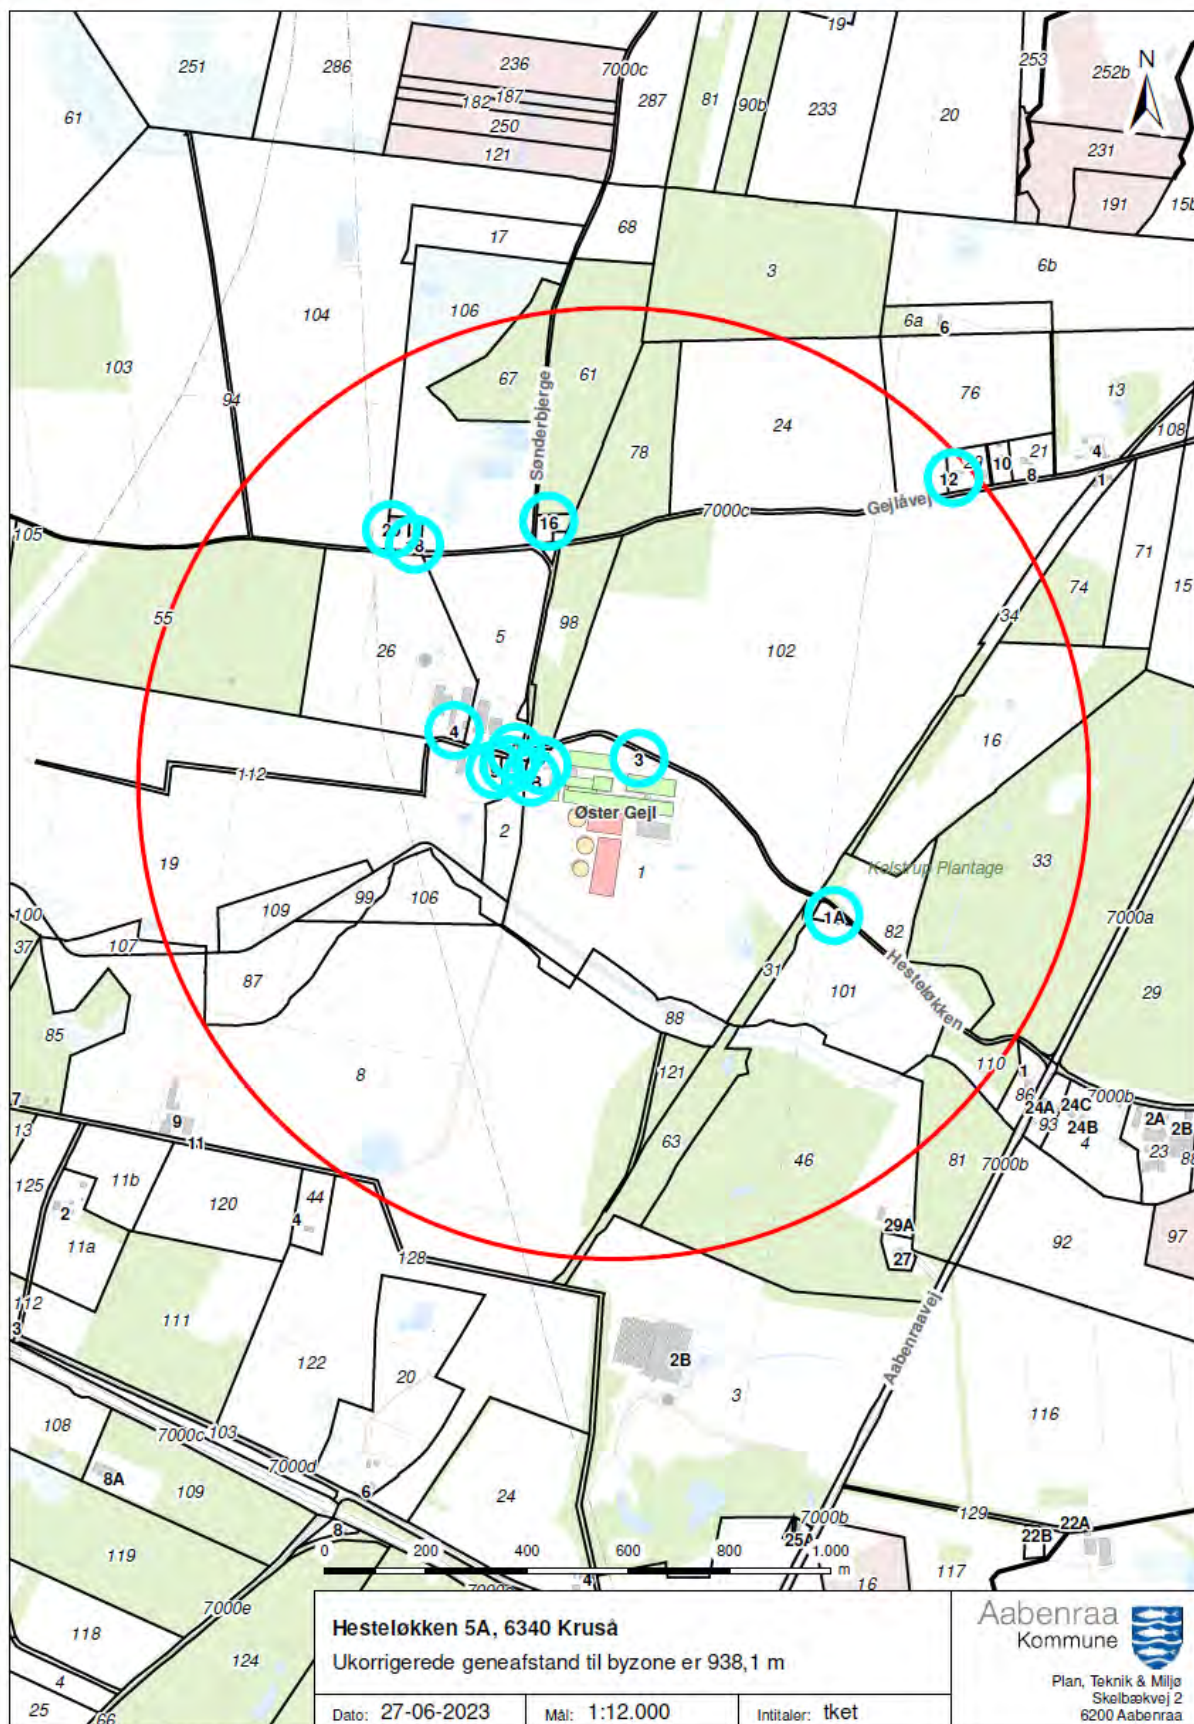 19
251
286
236
7000c
253
252b
N
61
187
182
287
81
90b
233
20
250
121
231
191
15b
17
68
3
6b
104
106
6a
6
103
67
61
94
Sønderbjerge
24
76
13
78
108
20
21
4
12
10
8
1
Gejlåvej
7000c
16
105
71
74
15
98
34
55
5
26
102
16
4
3
112
Øster Gejl
2
1
19
Kelstrup Plantage
33
99
106
109
100
1A
7000a
37
107
82
31
87
101
Hesteløkken
29
88
85
8
121
110
1
86
24A
24C
7000b
7
9
93
24B
4
2A
2B
13
11
63
46
81
7000b
23
88
11b
125
120
44
2
4
29A
11a
92
97
128
27
112
111
3
122
20
2B
3
Aabenraavej
116
108
7000c
103
7000d
8A
109
24
6
8
7000b
129
22A
22B
25A
119
0 200 400 600 800 1.000
m
117
16
4
7000e
118
124
4
25
66
Hesteløkken 5A, 6340 Kruså
Ukorrigerede geneafstand til byzone er 938,1 m
Dato: 27-06-2023
Mål: 1:12.000
Intitaler: tket
Aabenraa
Kommune
Plan, Teknik & Miljø
Skelbækvej 2
6200 Aabenraa